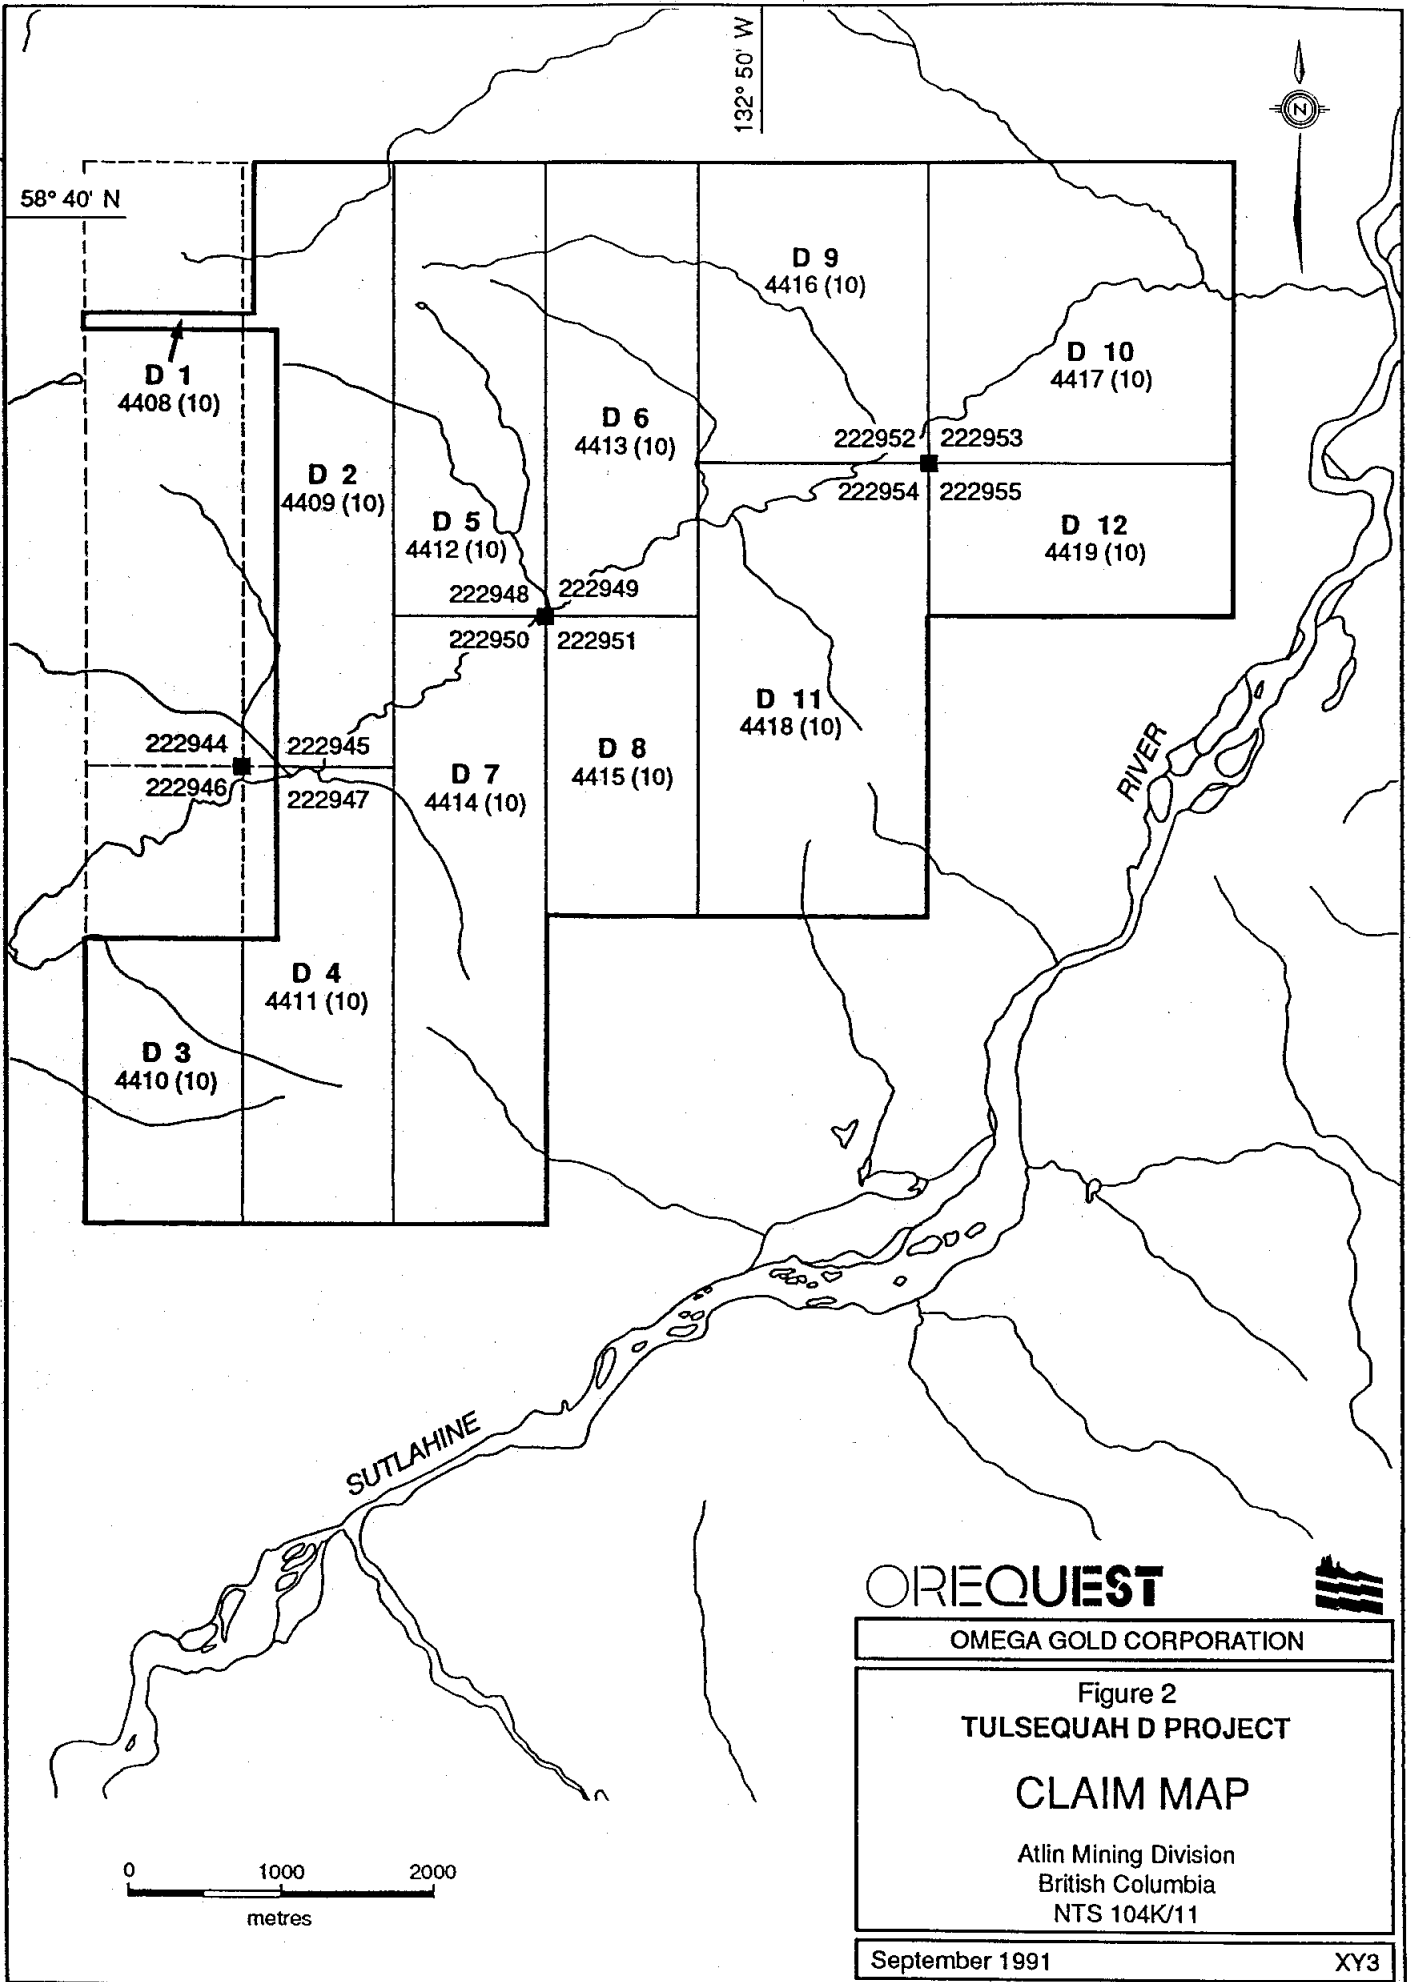 132° 50' W
N
58° 40' N
D 1
4408 (10)
D 2
4409 (10)
D 5
4412 (10)
D 6
4413 (10)
D 9
4416 (10)
D 10
4417 (10)
222952 222953
222954 222955
D 12
4419 (10)
222948 222949
222950 222951
D 11
4418 (10)
222944 222945
222946 222947
D 7
4414 (10)
D 8
4415 (10)
RIVER
D 4
4411 (10)
D 3
4410 (10)
SUTLAHINE
OREQUEST
OMEGA GOLD CORPORATION
Figure 2
TULSEQUAH D PROJECT
CLAIM MAP
Atlin Mining Division
British Columbia
NTS 104K/11
September 1991 XY3
0 1000 2000
metres